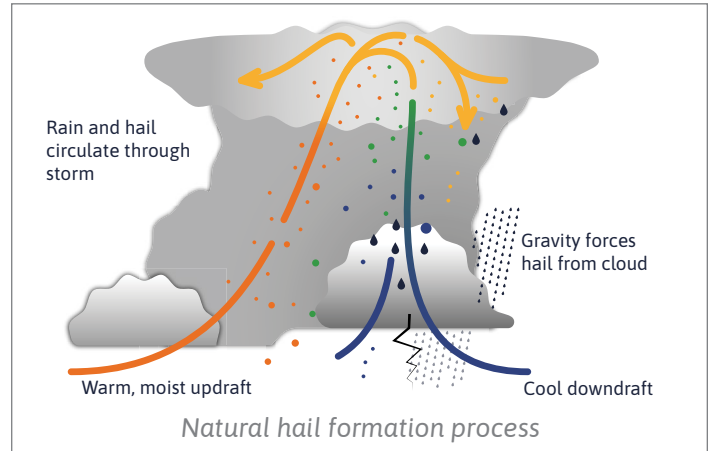 Rain and hail
circulate through
storm
Gravity forces
hail from cloud
Warm, moist updraft
Cool downdraft
Natural hail formation process